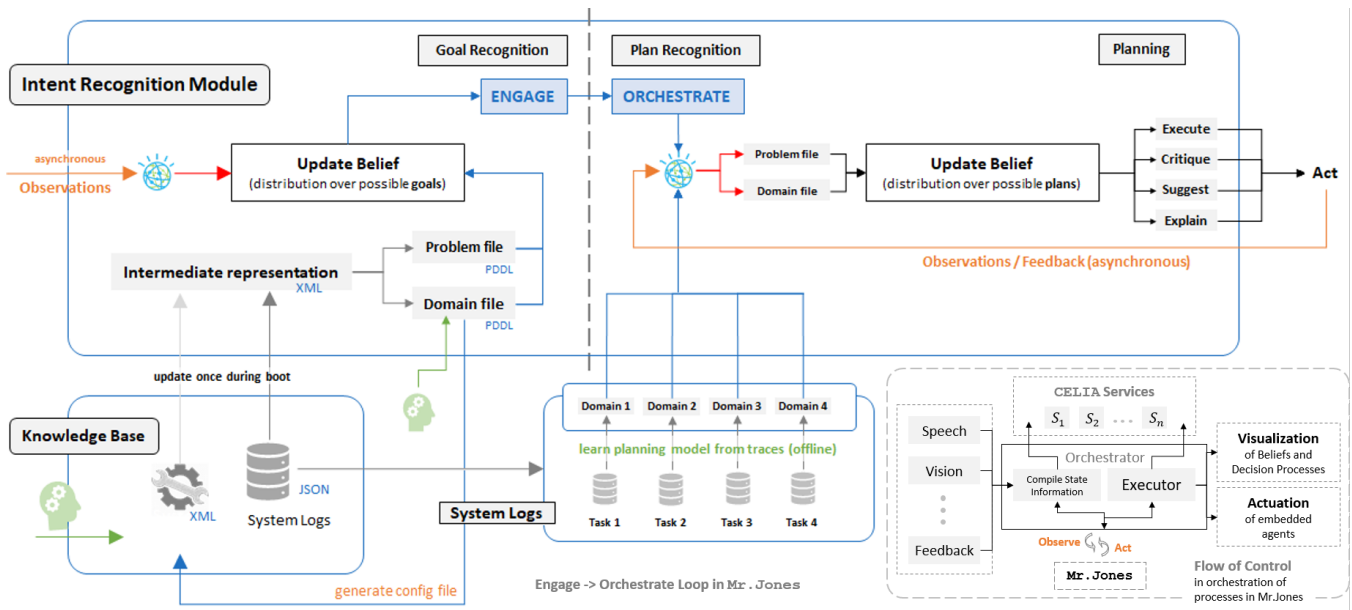 Goal Recognition
Plan Recognition
Planning
Intent Recognition Module
ENGAGE
ORCHESTRATE
asynchronous
Observations
Update Belief
(distribution over possible goals)
Problem file
Domain file
Update Belief
(distribution over possible plans)
Execute
Critique
Suggest
Explain
Act
Observations / Feedback (asynchronous)
Intermediate representation
XML
Problem file
PDDL
Domain file
PDDL
update once during boot
Knowledge Base
XML
JSON
System Logs
generate config file
Domain 1
Domain 2
Domain 3
Domain 4
learn planning model from traces (offline)
Task 1
Task 2
Task 3
Task 4
System Logs
Engage -> Orchestrate Loop in Mr.Jones
CELIA Services
S1 S2 ... Sn
Speech
Vision
Feedback
Orchestrator
Compile State
Information
Executor
Observe
Act
Mr.Jones
Visualization
of Beliefs and
Decision Processes
Actuation
of embedded
agents
Flow of Control
in orchestration of
processes in Mr.Jones